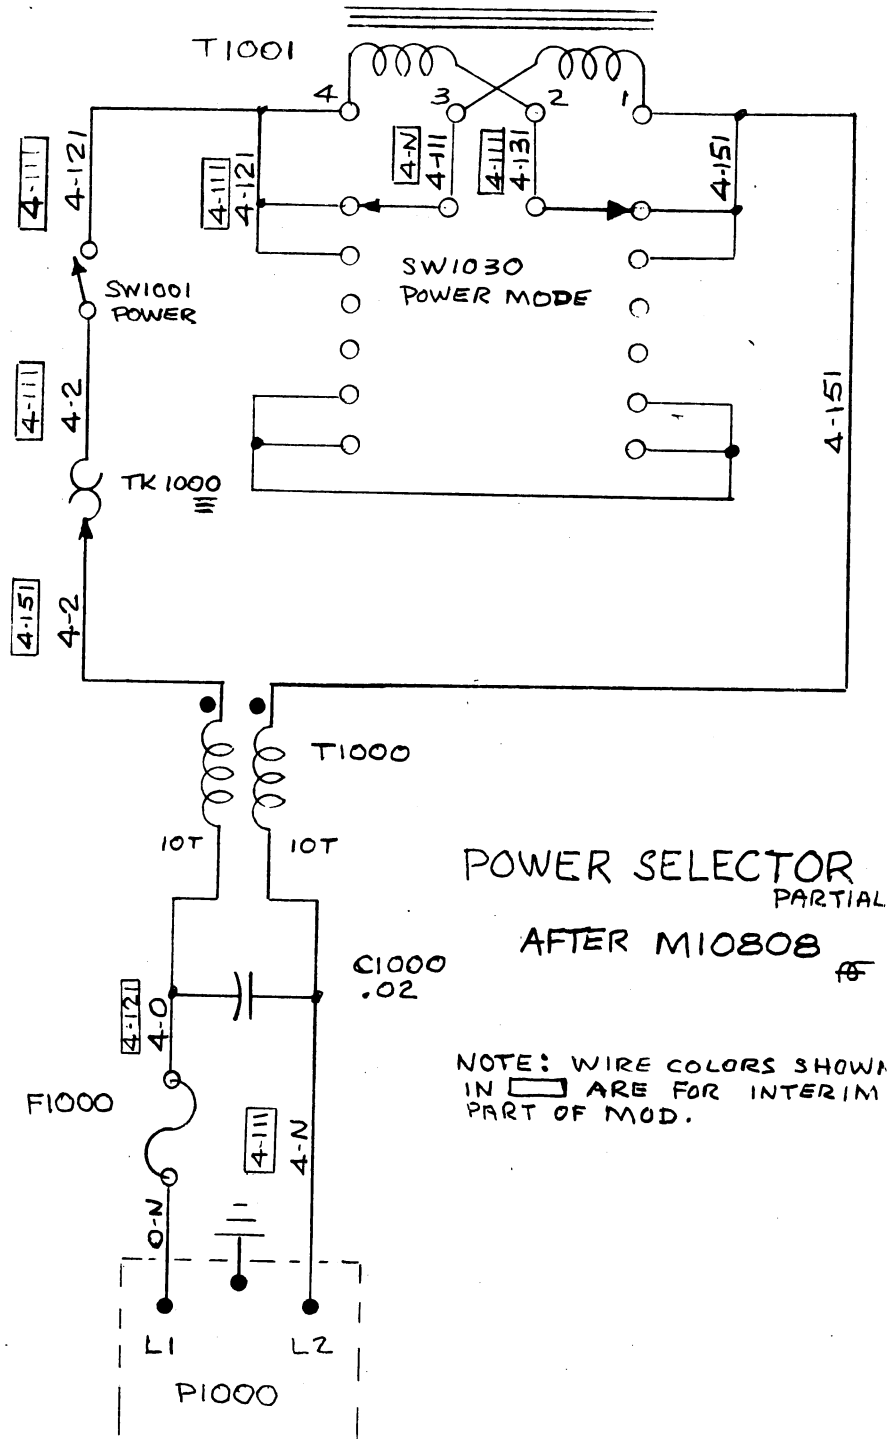 T1001
4
3
2
1
4-111
4-121
4-111
4-121
4-N
4-111
4-111
4-131
4-151
SW1030
POWER MODE
SW1001
POWER
4-111
4-2
TK1000
4-151
4-151
4-2
T1000
10T
10T
POWER SELECTOR
PARTIAL
AFTER M10808
C1000
.02
4-121
4-0
NOTE: WIRE COLORS SHOWN
IN ARE FOR INTERIM
PART OF MOD.
F1000
4-111
4-N
0-N
L1
L2
P1000